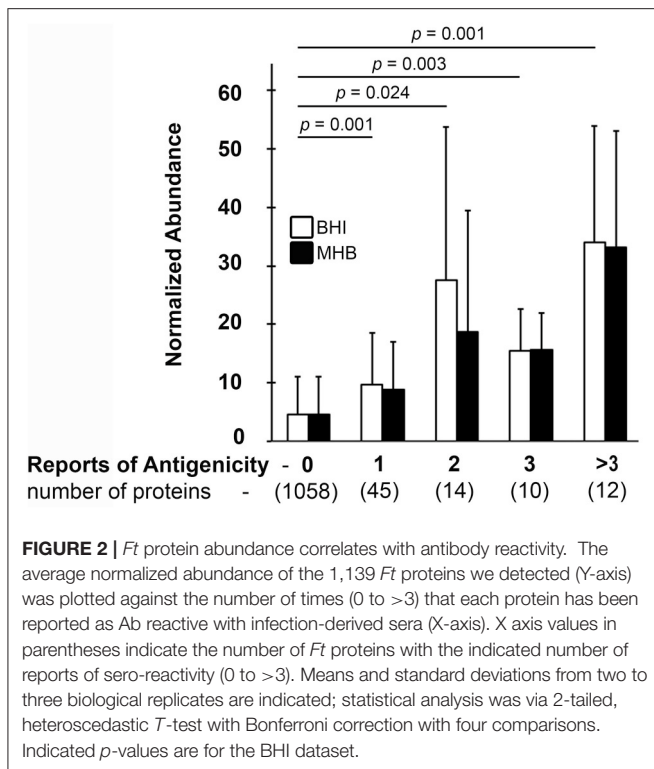 p = 0.001
p = 0.003
p = 0.024
p = 0.001
60
50
40
30
20
10
0
Normalized Abundance
BHI
MHB
Reports of Antigenicity - 0 1 2 3 >3
number of proteins - (1058) (45) (14) (10) (12)
FIGURE 2 | Ft protein abundance correlates with antibody reactivity. The
average normalized abundance of the 1,139 Ft proteins we detected (Y-axis)
was plotted against the number of times (0 to >3) that each protein has been
reported as Ab reactive with infection-derived sera (X-axis). X axis values in
parentheses indicate the number of Ft proteins with the indicated number of
reports of sero-reactivity (0 to >3). Means and standard deviations from two to
three biological replicates are indicated; statistical analysis was via 2-tailed,
heteroscedastic T-test with Bonferroni correction with four comparisons.
Indicated p-values are for the BHI dataset.